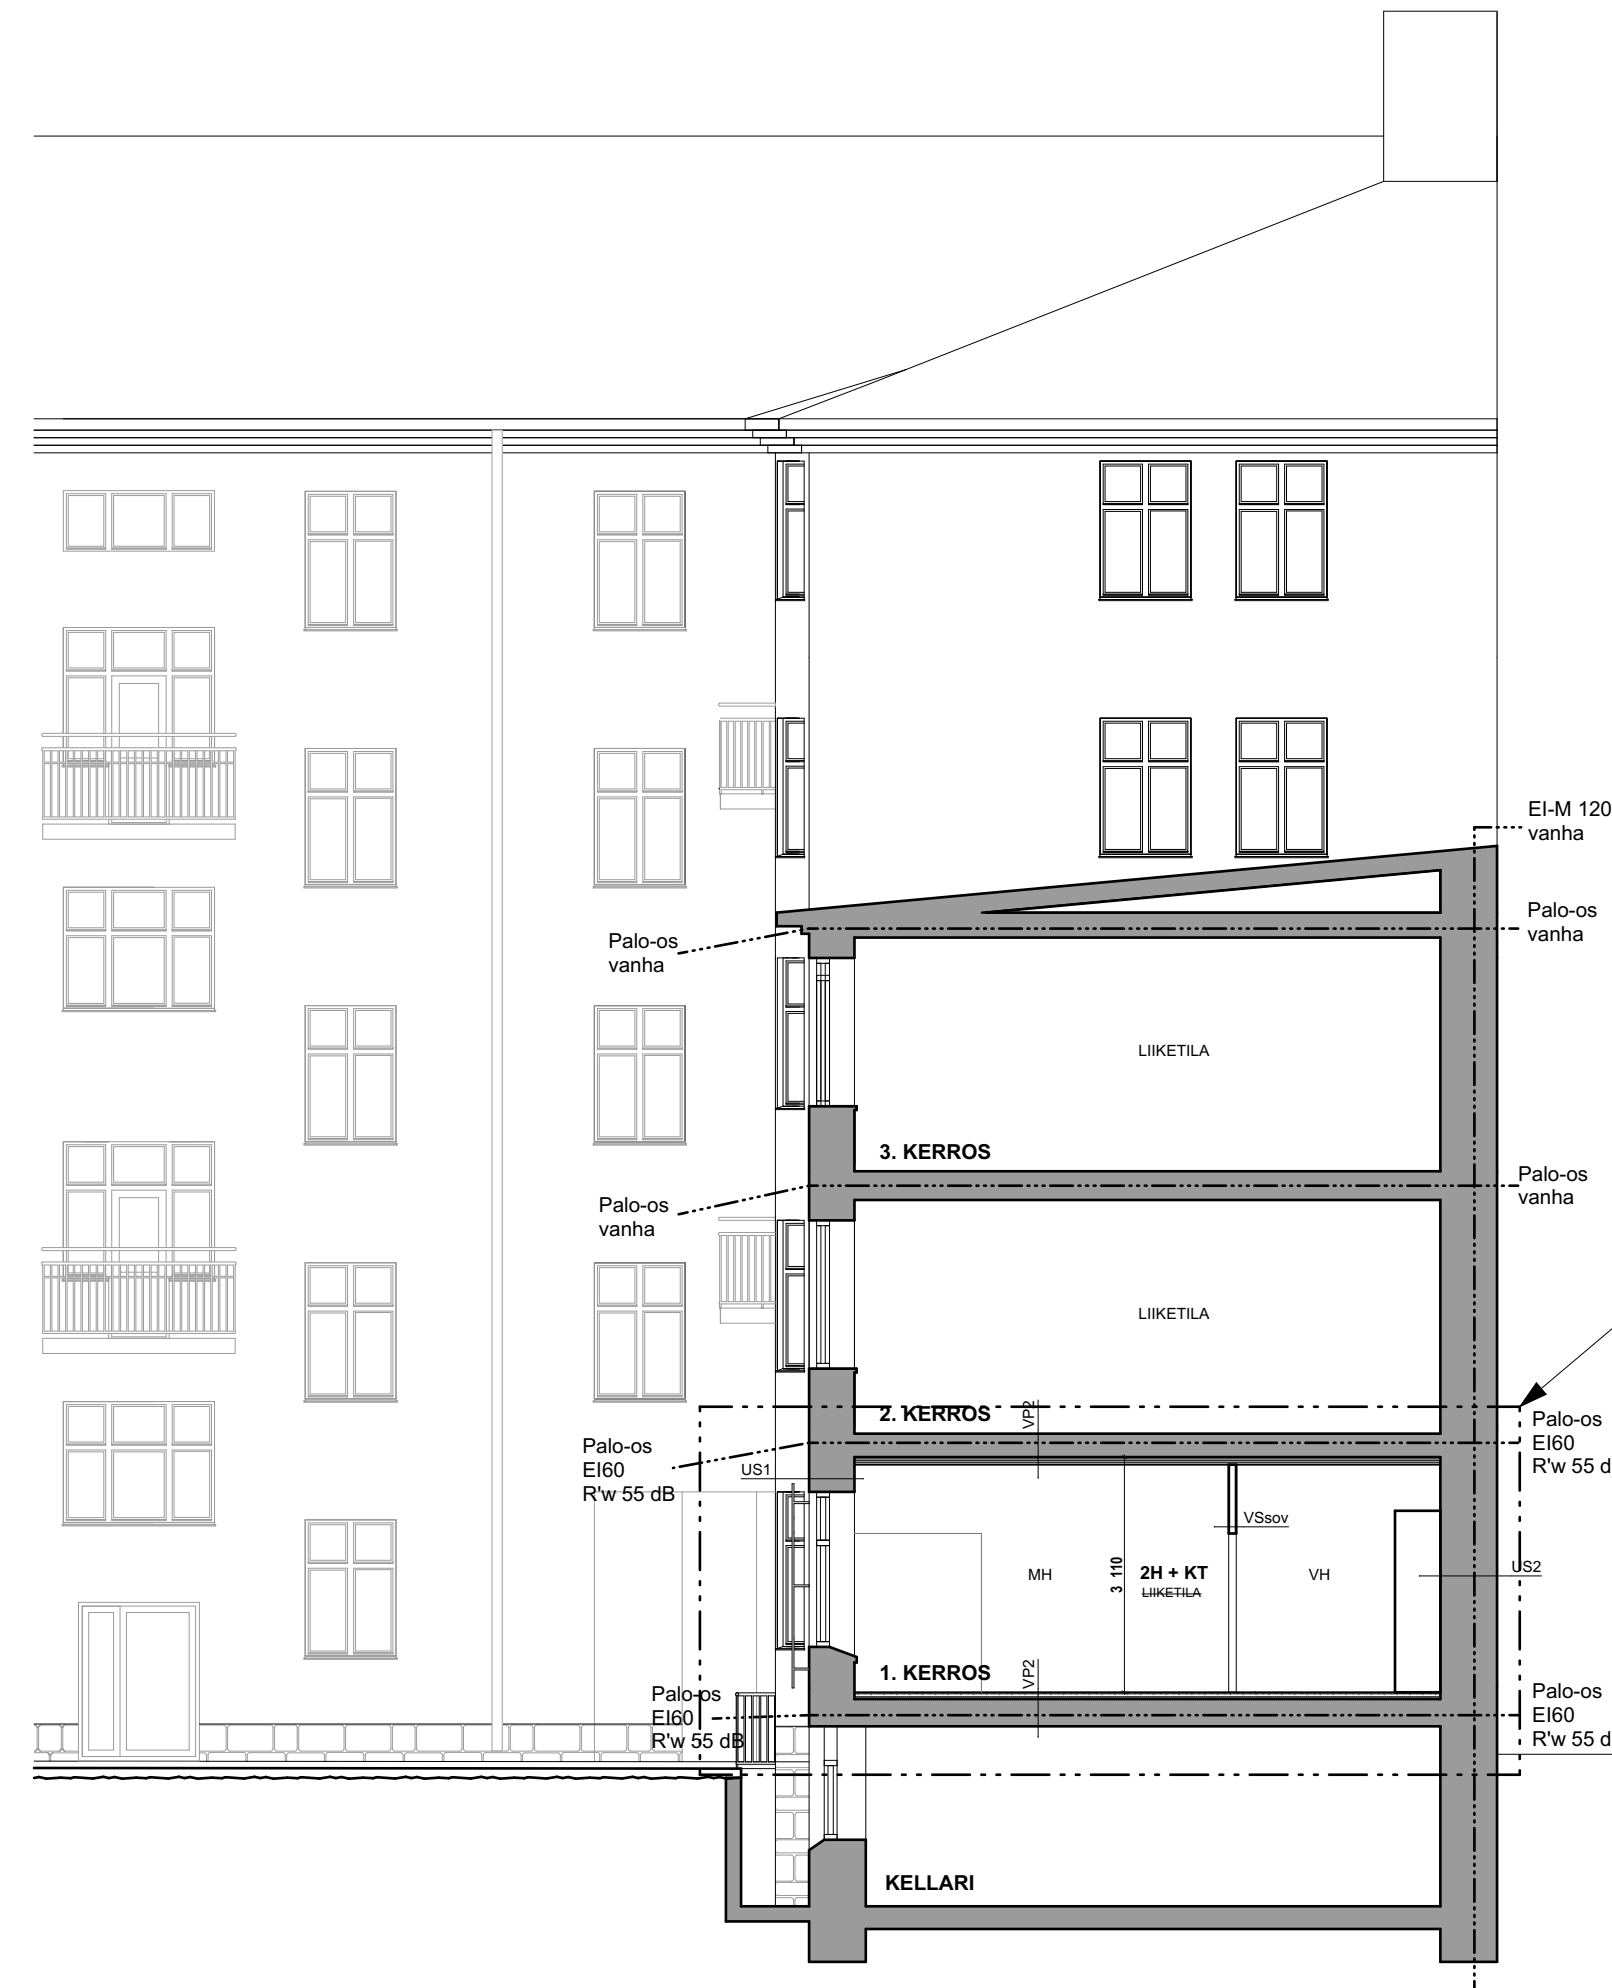 EI-M 120
vanha
Palo-os
vanha
Palo-os
vanha
LIIKETILA
3. KERROS
Palo-os
vanha
Palo-os
vanha
LIIKETILA
2. KERROS
VP2
Palo-os
EI60
R'w 55 d
Palo-os
EI60
R'w 55 dB
US1
VSsov
MH
3 110
2H + KT
LIIKETILA
VH
US2
1. KERROS
VP2
Palo-os
EI60
R'w 55 dB
Palo-os
EI60
R'w 55 d
KELLARI